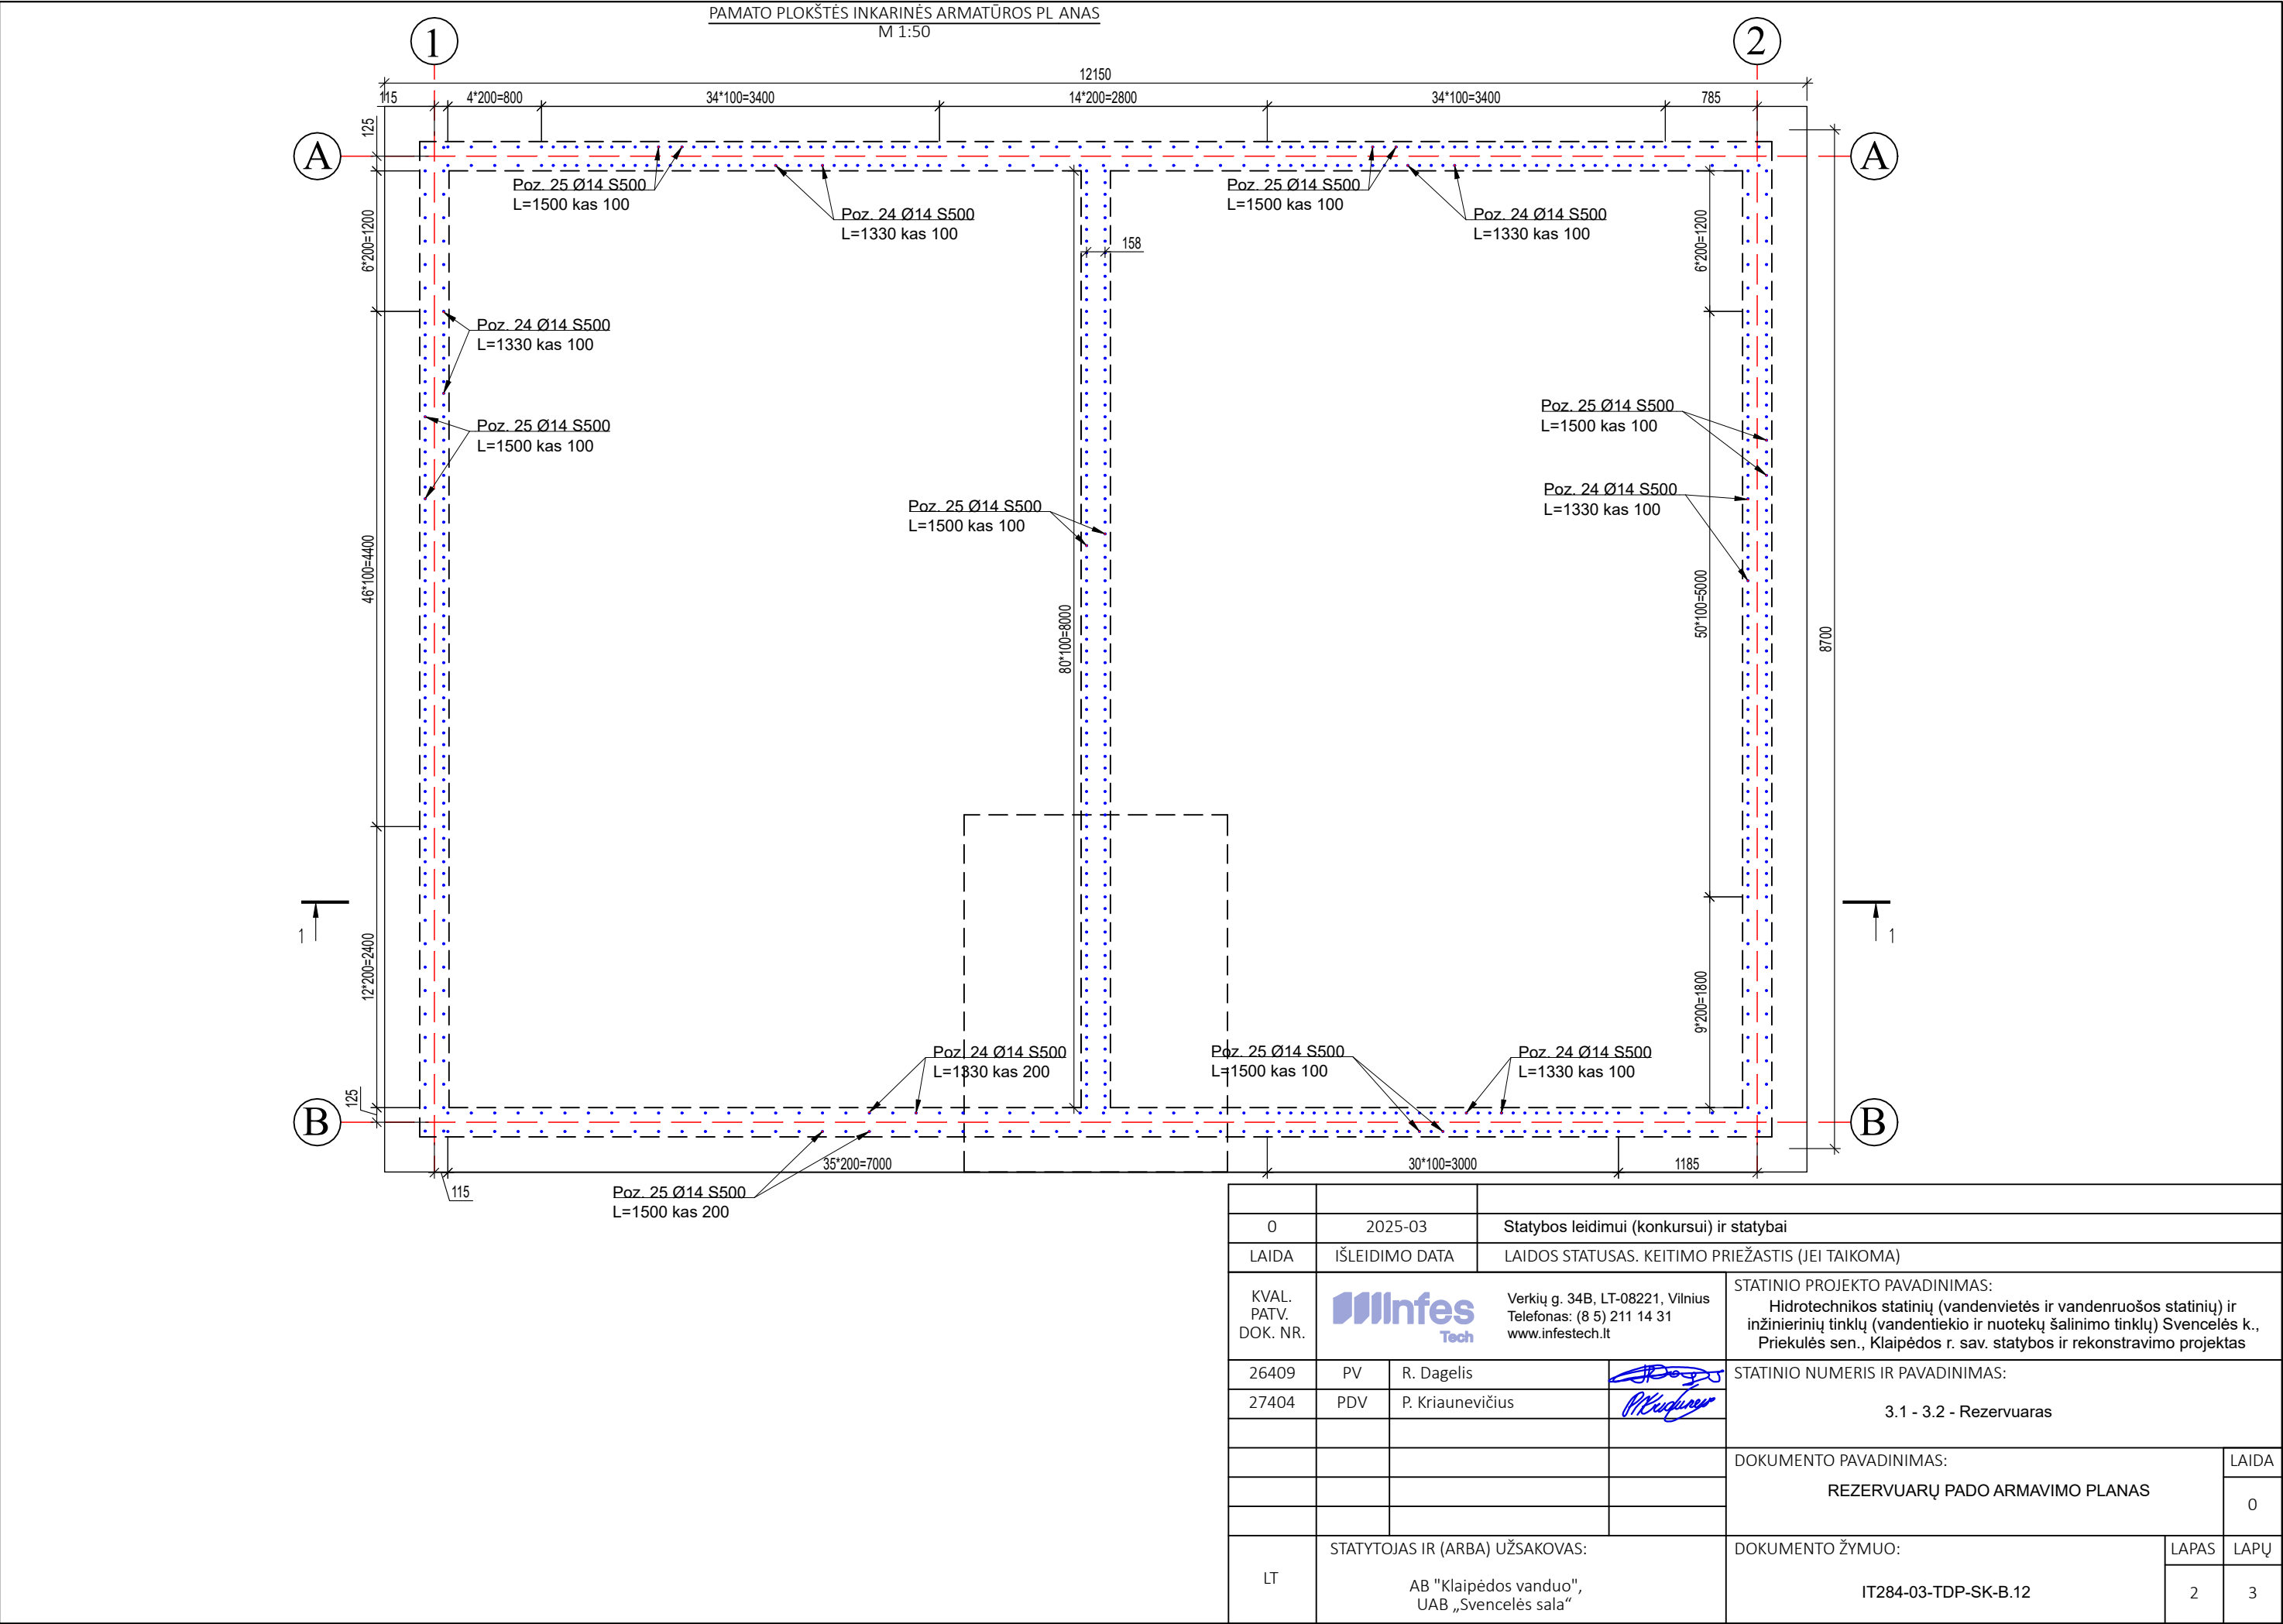 PAMATO PLOKŠTĖS INKARINĖS ARMATŪROS PL ANAS
M 1:50
1
2
12150
115
4*200=800
34*100=3400
14*200=2800
34*100=3400
785
125
A
A
Poz. 25 Ø14 S500
L=1500 kas 100
Poz. 24 Ø14 S500
L=1330 kas 100
Poz. 25 Ø14 S500
L=1500 kas 100
Poz. 24 Ø14 S500
L=1330 kas 100
6*200=1200
158
6*200=1200
Poz. 24 Ø14 S500
L=1330 kas 100
Poz. 25 Ø14 S500
L=1500 kas 100
Poz. 25 Ø14 S500
L=1500 kas 100
Poz. 25 Ø14 S500
L=1500 kas 100
Poz. 24 Ø14 S500
L=1330 kas 100
46*100=4400
80*100=8000
50*100=5000
8700
1
1
12*200=2400
9*200=1800
Poz. 24 Ø14 S500
L=1330 kas 200
Poz. 25 Ø14 S500
L=1500 kas 100
Poz. 24 Ø14 S500
L=1330 kas 100
125
B
B
35*200=7000
30*100=3000
1185
115
Poz. 25 Ø14 S500
L=1500 kas 200
0 2025-03 Statybos leidimui (konkursui) ir statybai
LAIDA IŠLEIDIMO DATA LAIDOS STATUSAS. KEITIMO PRIEŽASTIS (JEI TAIKOMA)
KVAL.
PATV.
DOK. NR.
Infes
Tech
Verkių g. 34B, LT-08221, Vilnius
Telefonas: (8 5) 211 14 31
www.infestech.lt
STATINIO PROJEKTO PAVADINIMAS:
Hidrotechnikos statinių (vandenvietės ir vandenruošos statinių) ir
inžinierinių tinklų (vandentiekio ir nuotekų šalinimo tinklų) Svencelės k.,
Priekulės sen., Klaipėdos r. sav. statybos ir rekonstravimo projektas
26409 PV R. Dagelis
27404 PDV P. Kriaunevičius
STATINIO NUMERIS IR PAVADINIMAS:
3.1 - 3.2 - Rezervuaras
DOKUMENTO PAVADINIMAS:
REZERVUARŲ PADO ARMAVIMO PLANAS
LAIDA
0
LT
STATYTOJAS IR (ARBA) UŽSAKOVAS:
AB "Klaipėdos vanduo",
UAB „Svencelės sala“
DOKUMENTO ŽYMUO:
IT284-03-TDP-SK-B.12
LAPAS LAPŲ
2 3